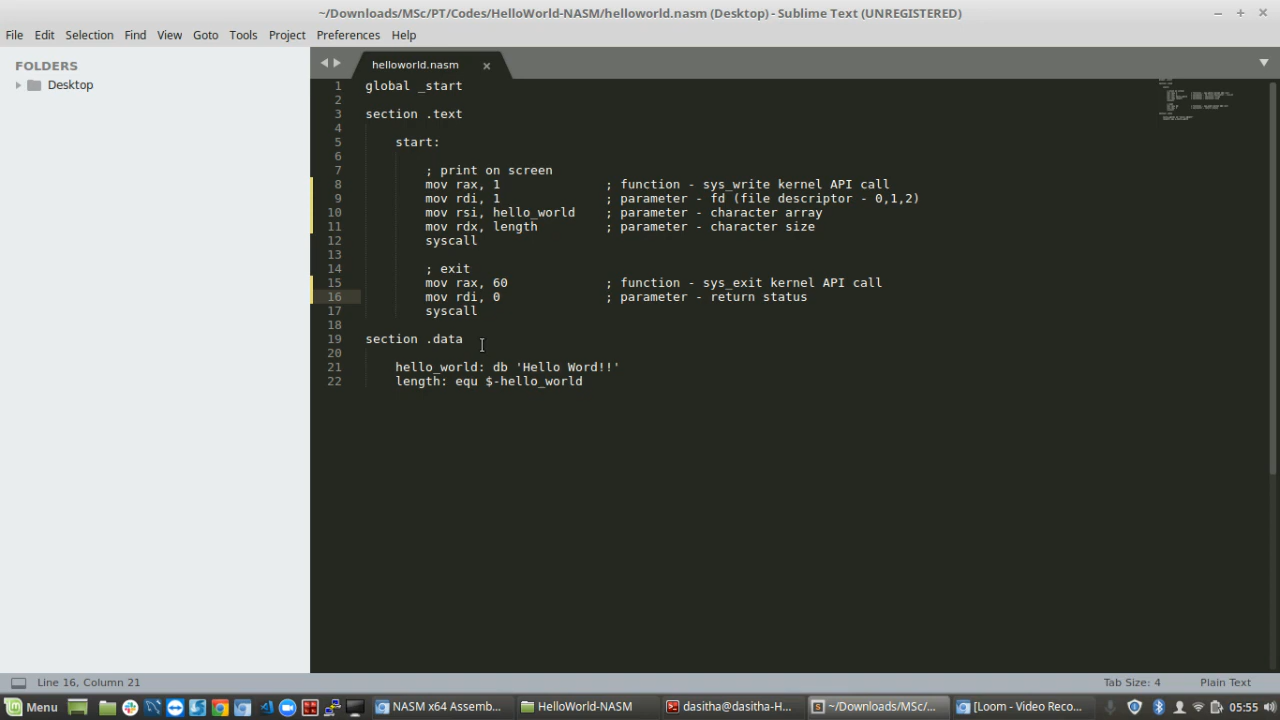 ~/Downloads/MSc/PT/Codes/HelloWorld-NASM/helloworld.nasm (Desktop) - Sublime Text (UNREGISTERED)
File Edit Selection Find View Goto Tools Project Preferences Help
FOLDERS
Desktop
helloworld.nasm
1 global _start
2
3 section .text
4
5 start:
6
7 ; print on screen
8 mov rax, 1 ; function - sys_write kernel API call
9 mov rdi, 1 ; parameter - fd (file descriptor - 0,1,2)
10 mov rsi, hello_world ; parameter - character array
11 mov rdx, length ; parameter - character size
12 syscall
13
14 ; exit
15 mov rax, 60 ; function - sys_exit kernel API call
16 mov rdi, 0 ; parameter - return status
17 syscall
18
19 section .data
20
21 hello_world: db 'Hello Word!!'
22 length: equ $-hello_world
Line 16, Column 21 Tab Size: 4 Plain Text
Menu NASM x64 Assemb... HelloWorld-NASM dasitha@dasitha-H... ~/Downloads/MSc/... [Loom - Video Reco... 05:55